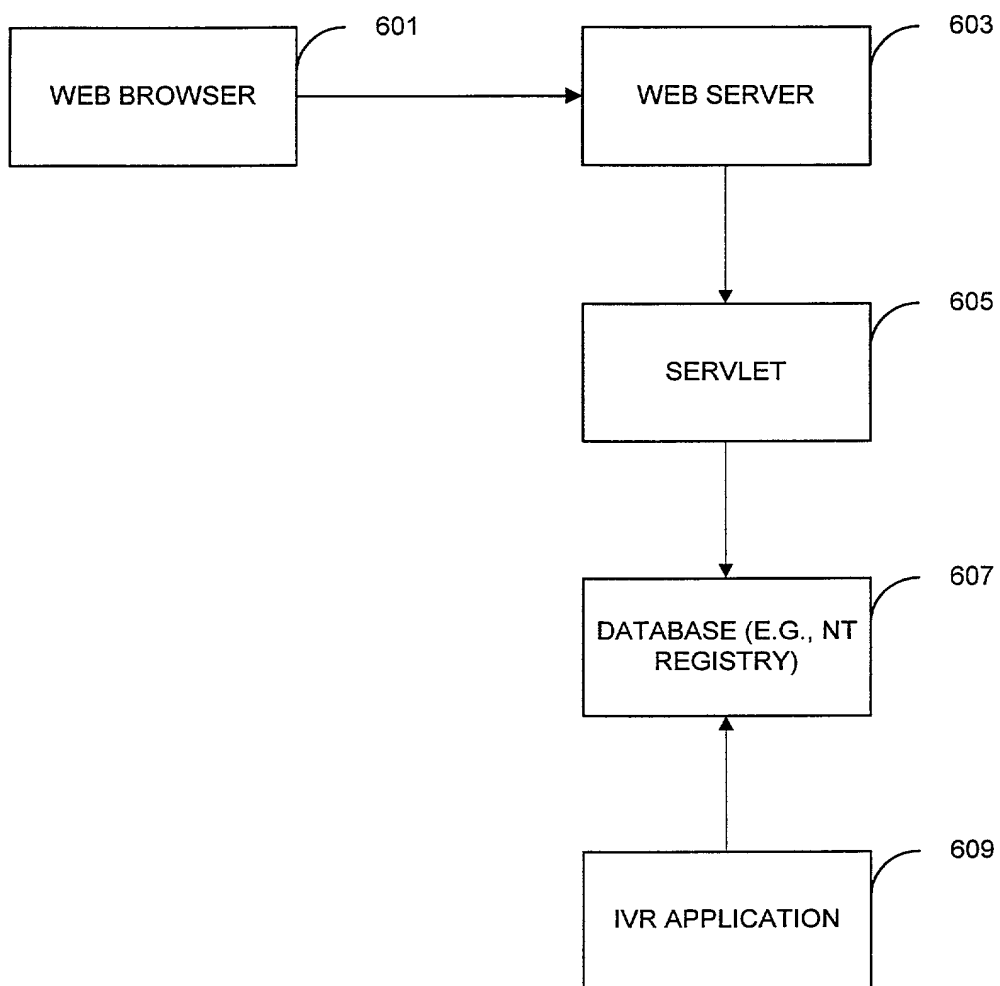 601
WEB BROWSER
603
WEB SERVER
605
SERVLET
607
DATABASE (E.G., NT
REGISTRY)
609
IVR APPLICATION